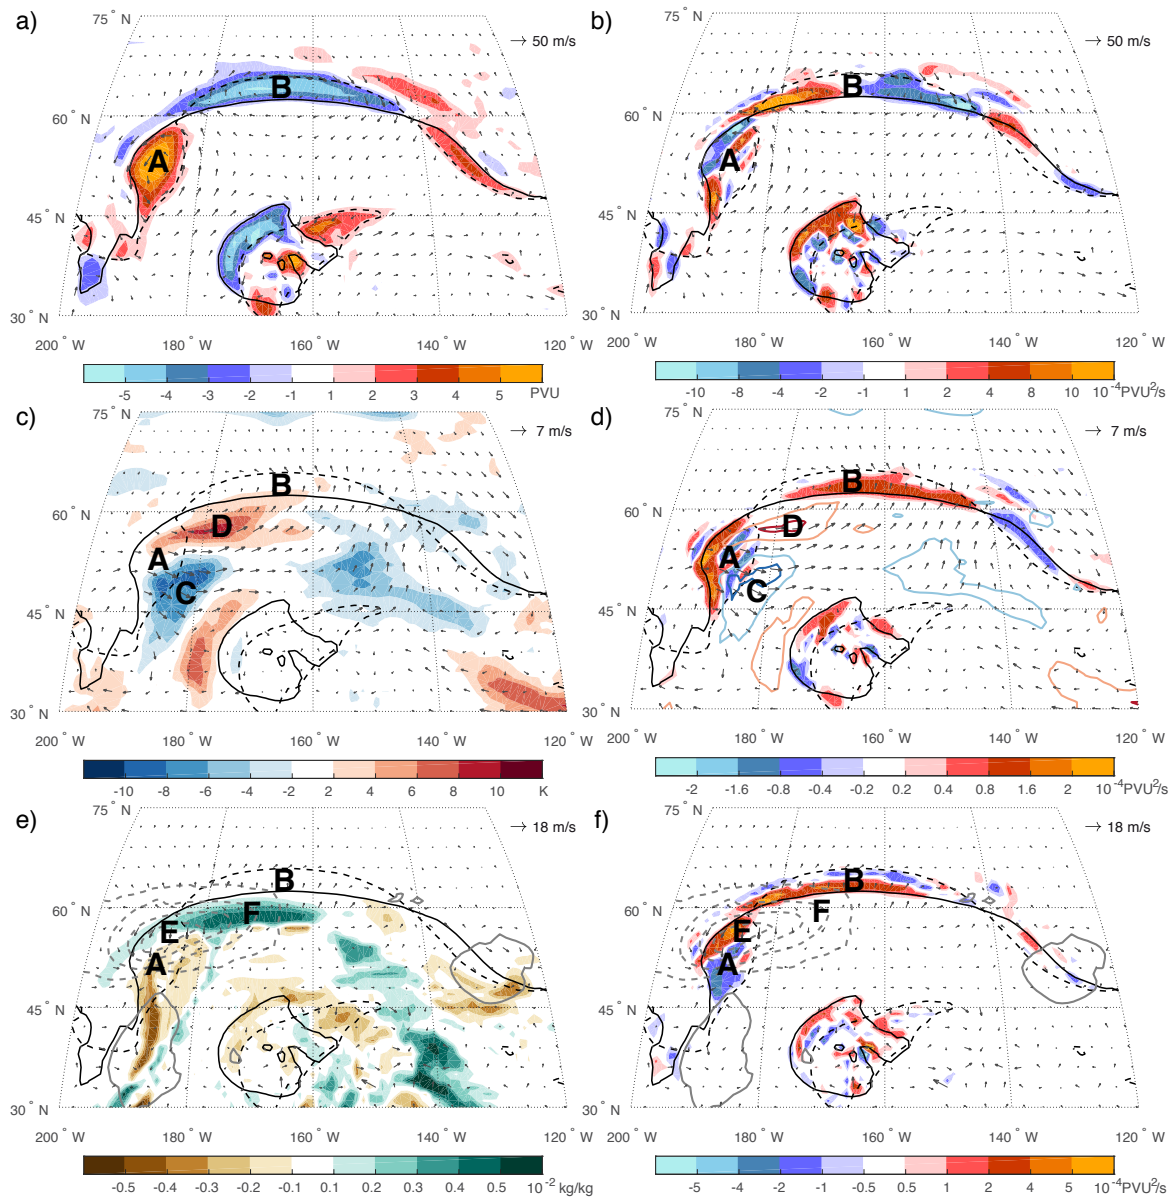 a) 75° N → 50 m/s
b) 75° N → 50 m/s
B
B
60° N
60° N
A
A
45° N
45° N
30° N
30° N
200° W 180° W 160° W 140° W 120° W
200° W 180° W 160° W 140° W 120° W
-5 -4 -3 -2 -1 1 2 3 4 5 PVU
-10 -8 -4 -2 -1 1 2 4 8 10 10⁻⁴PVU²/s
c) 75° N → 7 m/s
d) 75° N → 7 m/s
B
B
60° N
60° N
D
D
A
A
C
C
45° N
45° N
30° N
30° N
200° W 180° W 160° W 140° W 120° W
200° W 180° W 160° W 140° W 120° W
-10 -8 -6 -4 -2 2 4 6 8 10 K
-2 -1.6 -0.8 -0.4 -0.2 0.2 0.4 0.8 1.6 2 10⁻⁴PVU²/s
e) 75° N → 18 m/s
f) 75° N → 18 m/s
B
B
60° N
60° N
F
F
E
E
A
A
45° N
45° N
30° N
30° N
200° W 180° W 160° W 140° W 120° W
200° W 180° W 160° W 140° W 120° W
-0.5 -0.4 -0.3 -0.2 -0.1 0.1 0.2 0.3 0.4 0.5 10⁻² kg/kg
-5 -4 -2 -1 -0.5 0.5 1 2 4 5 10⁻⁴PVU²/s